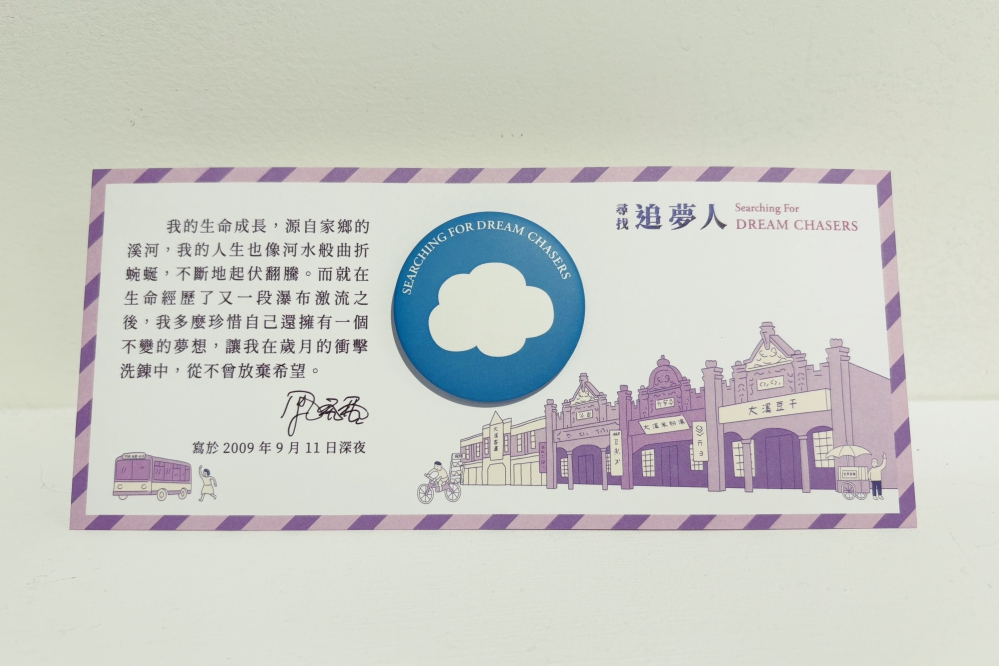 我的生命成長，源自家鄉的
溪河，我的人生也像河水般曲折
蜿蜒，不斷地起伏翻騰。而就在
生命經歷了又一段瀑布激流之
後，我多麼珍惜自己還擁有一個
不變的夢想，讓我在歲月的衝擊
洗鍊中，從不曾放棄希望。
寫於 2009 年 9 月 11 日深夜
SEARCHING FOR DREAM CHASERS
尋找 追夢人
Searching For
DREAM CHASERS
大溪豆干